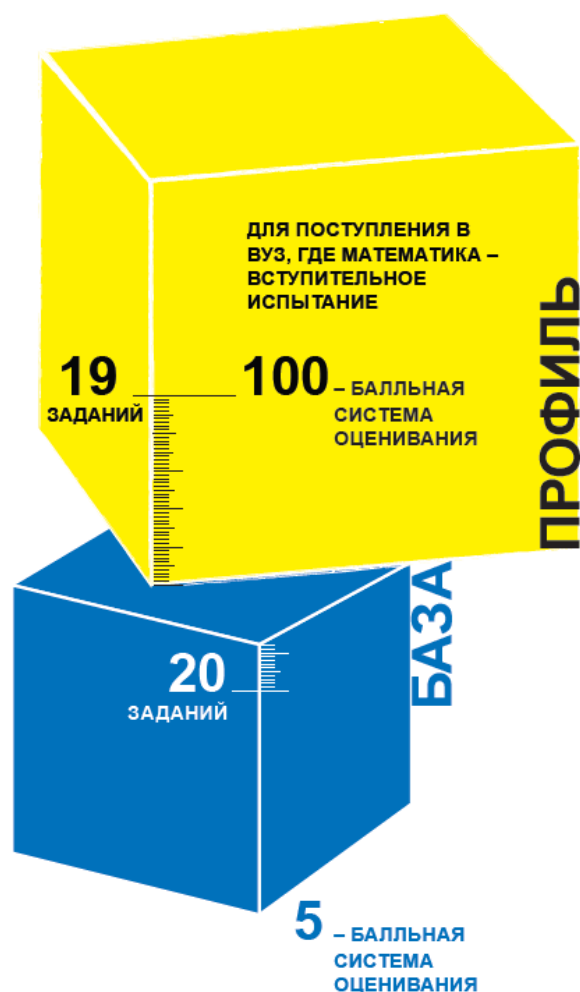 ДЛЯ ПОСТУПЛЕНИЯ В
ВУЗ, ГДЕ МАТЕМАТИКА –
ВСТУПИТЕЛЬНОЕ
ИСПЫТАНИЕ
19
ЗАДАНИЙ
100 – БАЛЛЬНАЯ
СИСТЕМА
ОЦЕНИВАНИЯ
ПРОФИЛЬ
20
ЗАДАНИЙ
БАЗА
5 – БАЛЛЬНАЯ
СИСТЕМА
ОЦЕНИВАНИЯ